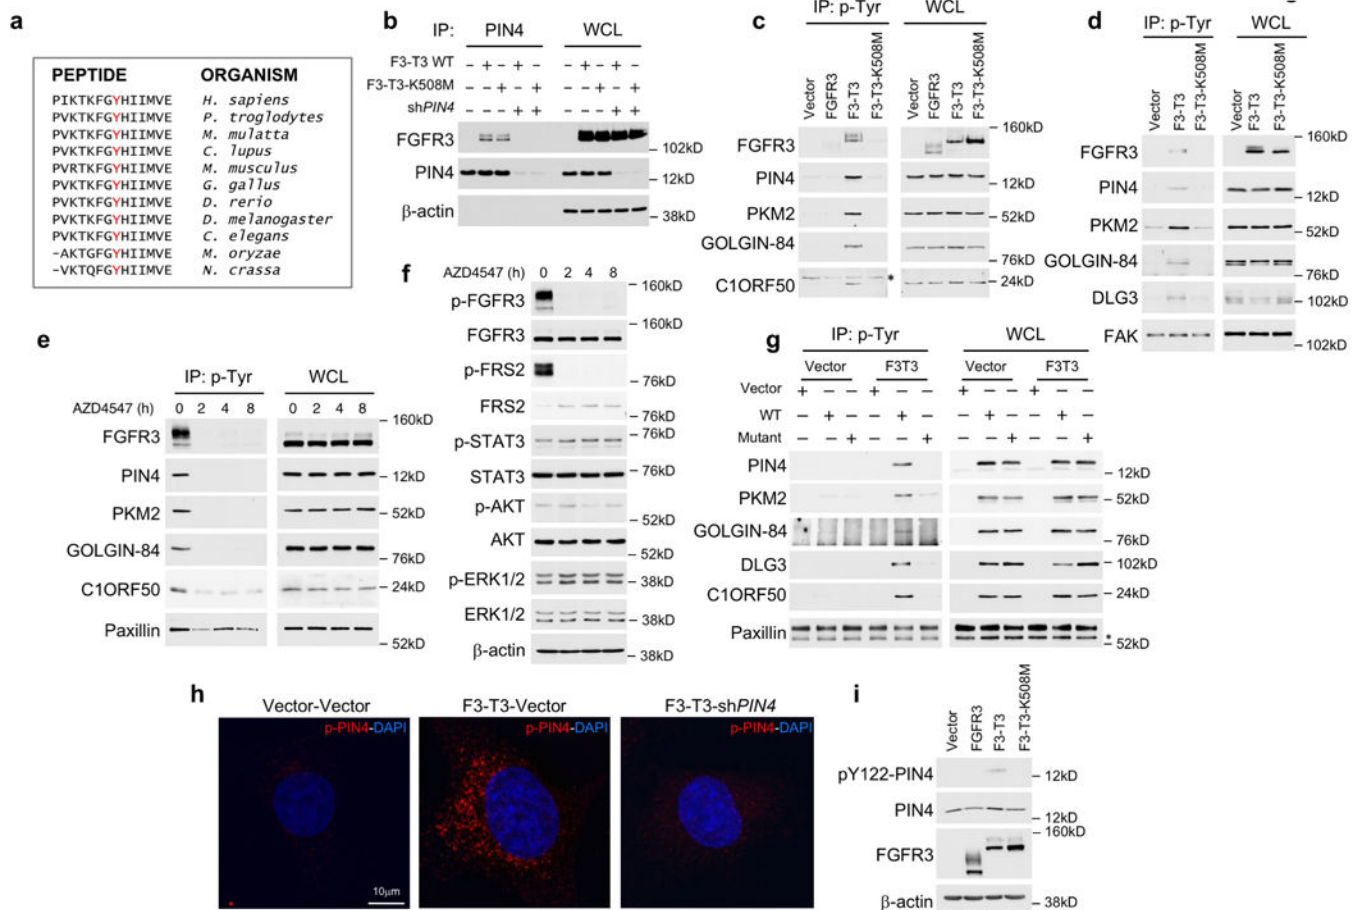 a
PEPTIDE ORGANISM
PIKTKFGYHIIMVE H. sapiens
PVKTKFGYHIIMVE P. troglodytes
PVKTKFGYHIIMVE M. mulatta
PVKTKFGYHIIMVE C. lupus
PVRTKFGYHIIMVE M. musculus
PVKTKFGYHIIMVE G. gallus
PVKTKFGYHIIMVE D. rerio
PVKTKFGYHIIMVE D. melanogaster
PVKTKFGYHIIMVE C. elegans
-AKTGFGYHIIMVE M. oryzae
-VKTQFGYHIIMVE N. crassa
b
IP: PIN4 WCL
F3-T3 WT − + − + − − + − + −
F3-T3-K508M − − + − + − − + − +
shPIN4 − − − + + − − − + +
FGFR3 102kD
PIN4 12kD
β-actin 38kD
c
IP: p-Tyr WCL
Vector FGFR3 F3-T3 F3-T3-K508M Vector FGFR3 F3-T3 F3-T3-K508M
160kD
FGFR3
PIN4 12kD
PKM2 52kD
GOLGIN-84 76kD
C1ORF50 * 24kD
d
IP: p-Tyr WCL
Vector F3-T3 F3-T3-K508M Vector F3-T3 F3-T3-K508M
FGFR3 160kD
PIN4 12kD
PKM2 52kD
GOLGIN-84 76kD
DLG3 102kD
FAK 102kD
e
IP: p-Tyr WCL
AZD4547 (h) 0 2 4 8 0 2 4 8
160kD
FGFR3
PIN4 12kD
PKM2 52kD
GOLGIN-84 76kD
C1ORF50 24kD
Paxillin 52kD
f
AZD4547 (h) 0 2 4 8
p-FGFR3 160kD
FGFR3 160kD
p-FRS2 76kD
FRS2 76kD
p-STAT3 76kD
STAT3 76kD
p-AKT 52kD
AKT 52kD
p-ERK1/2 38kD
ERK1/2 38kD
β-actin 38kD
g
IP: p-Tyr WCL
Vector F3T3 Vector F3T3
Vector + − − + − − + − − + − −
WT − + − − + − − + − − + −
Mutant − − + − − + − − + − − +
PIN4 12kD
PKM2 52kD
GOLGIN-84 76kD
DLG3 102kD
C1ORF50 24kD
Paxillin * 52kD
h
Vector-Vector F3-T3-Vector F3-T3-shPIN4
p-PIN4-DAPI p-PIN4-DAPI p-PIN4-DAPI
10μm
i
Vector FGFR3 F3-T3 F3-T3-K508M
pY122-PIN4 12kD
PIN4 12kD
160kD
FGFR3
β-actin 38kD